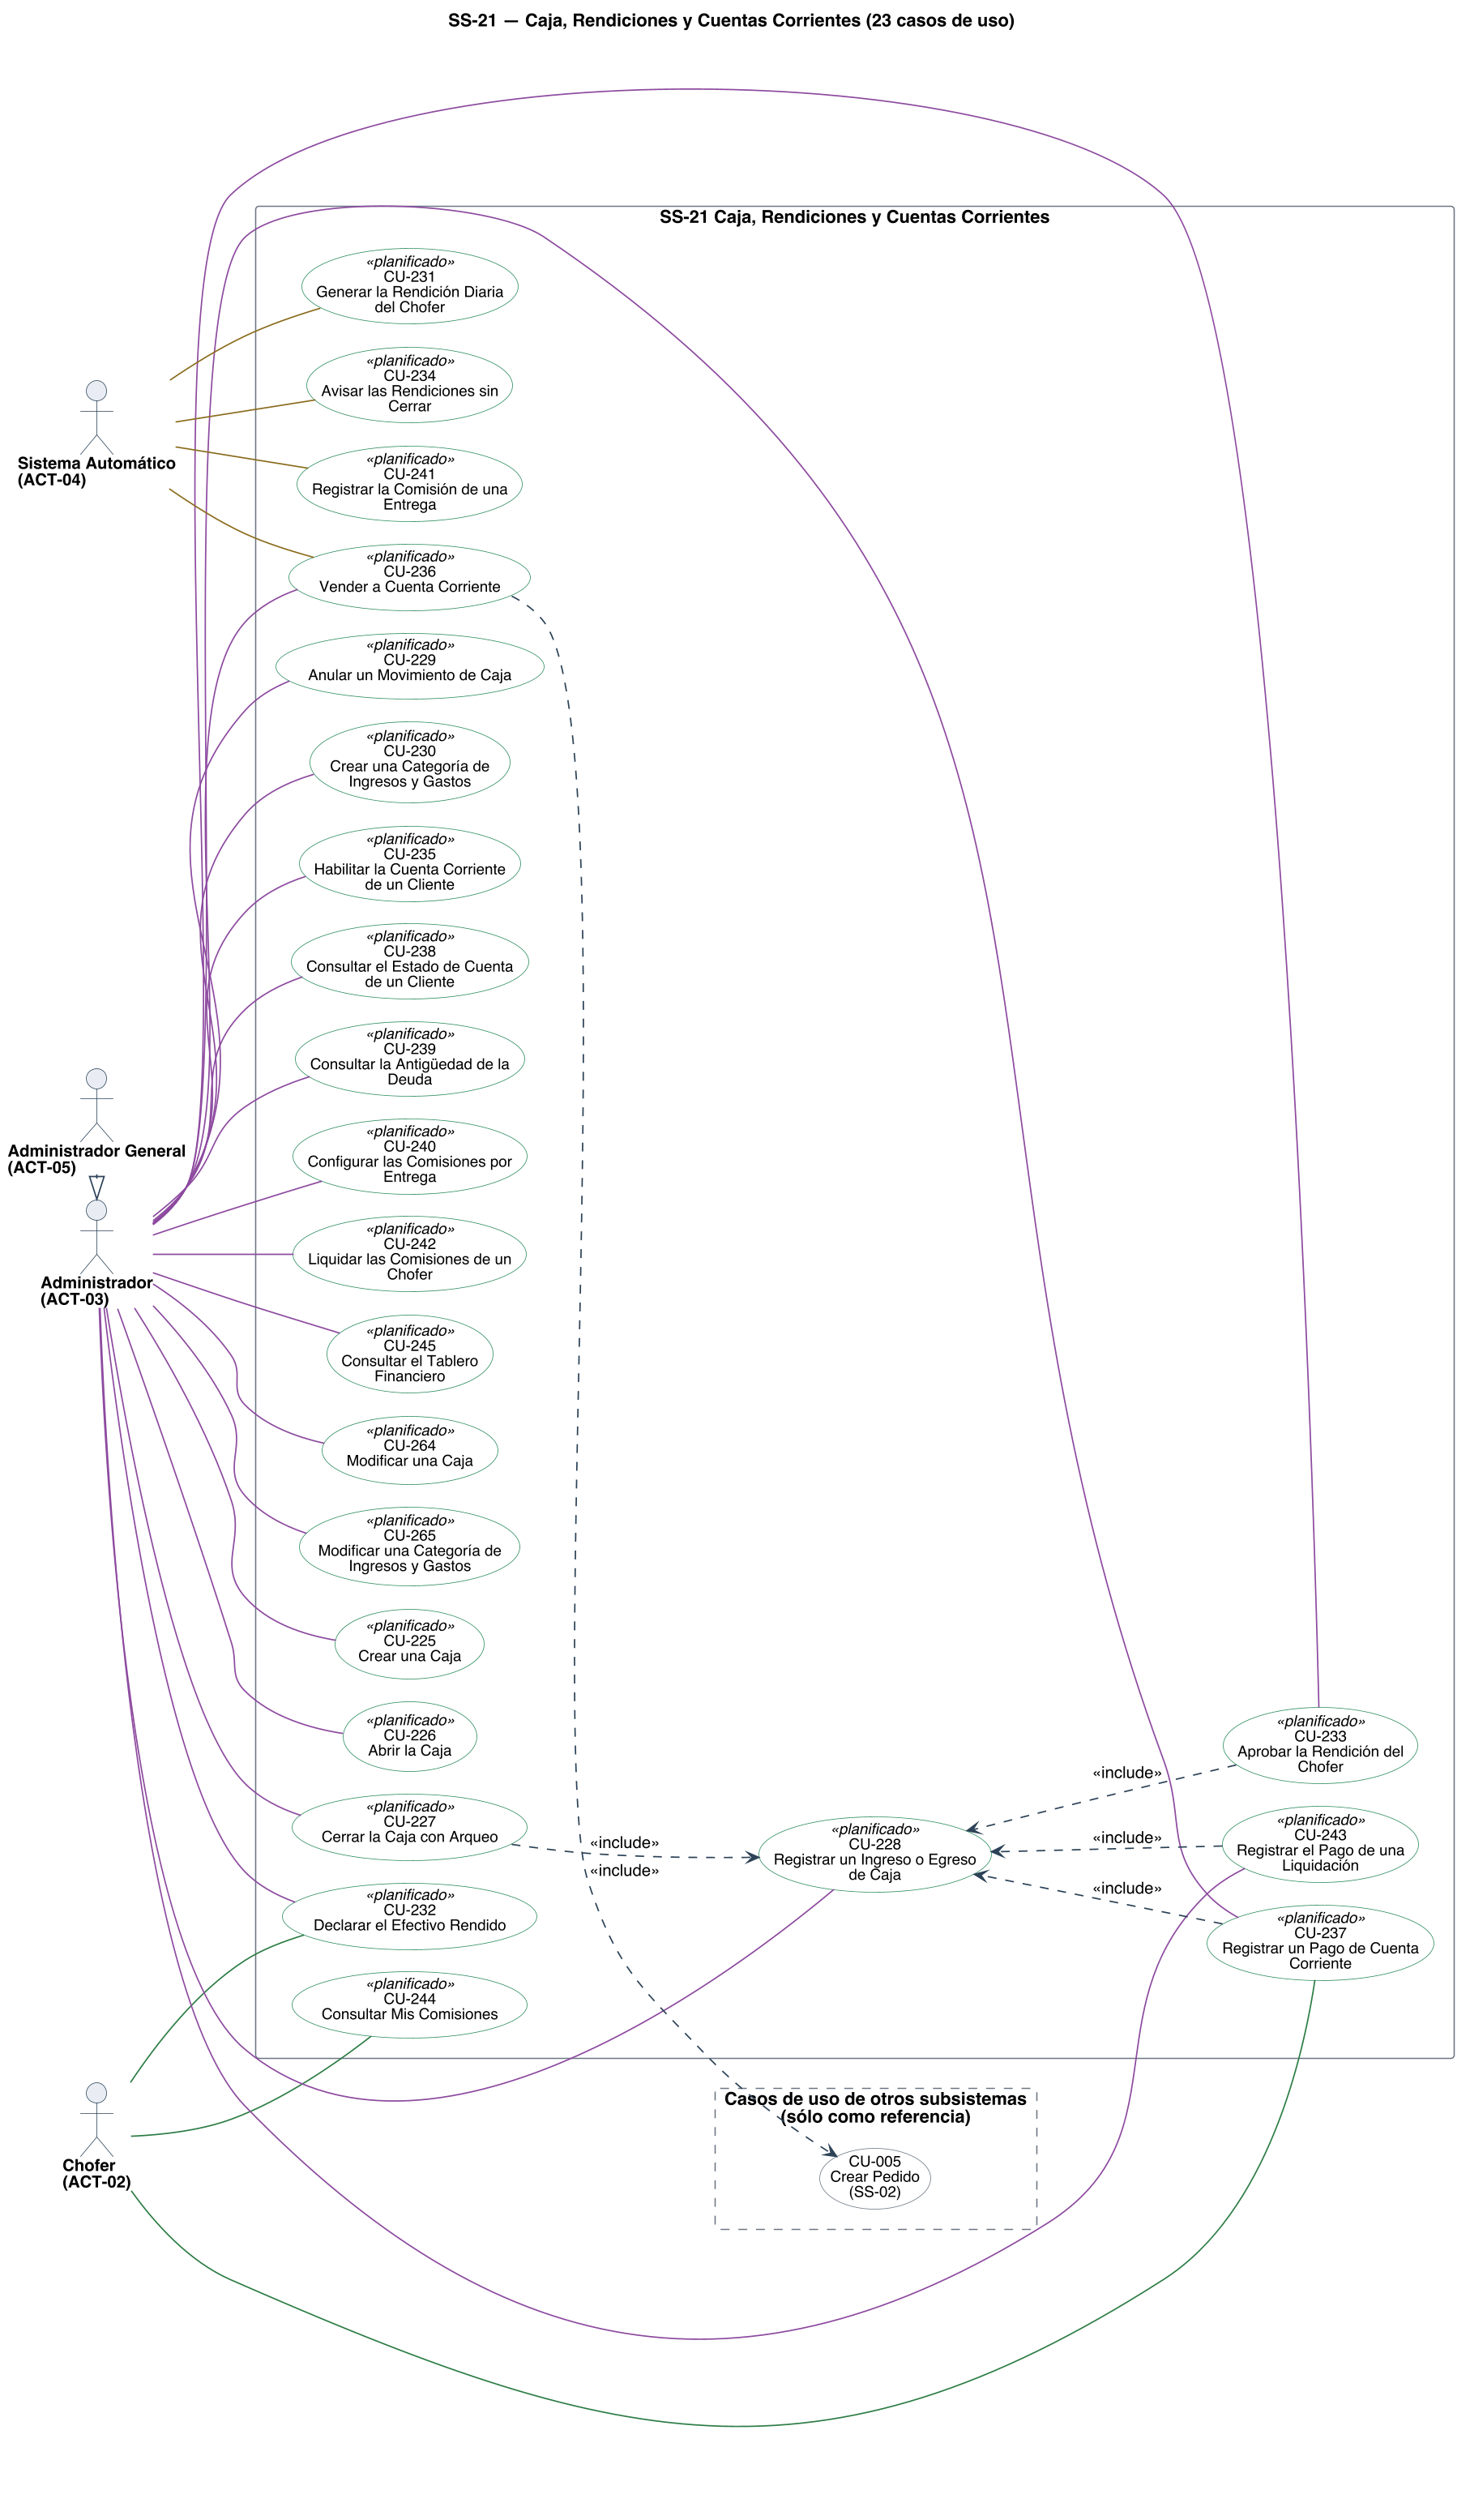 SS-21 — Caja, Rendiciones y Cuentas Corrientes (23 casos de uso)
SS-21 Caja, Rendiciones y Cuentas Corrientes
«planificado»
CU-231
Generar la Rendición Diaria
del Chofer
«planificado»
CU-234
Avisar las Rendiciones sin
Cerrar
Sistema Automático
(ACT-04)
«planificado»
CU-241
Registrar la Comisión de una
Entrega
«planificado»
CU-236
Vender a Cuenta Corriente
«planificado»
CU-229
Anular un Movimiento de Caja
«planificado»
CU-230
Crear una Categoría de
Ingresos y Gastos
«planificado»
CU-235
Habilitar la Cuenta Corriente
de un Cliente
«planificado»
CU-238
Consultar el Estado de Cuenta
de un Cliente
«planificado»
CU-239
Consultar la Antigüedad de la
Deuda
Administrador General
(ACT-05)
«planificado»
CU-240
Configurar las Comisiones por
Entrega
Administrador
(ACT-03)
«planificado»
CU-242
Liquidar las Comisiones de un
Chofer
«planificado»
CU-245
Consultar el Tablero
Financiero
«planificado»
CU-264
Modificar una Caja
«planificado»
CU-265
Modificar una Categoría de
Ingresos y Gastos
«planificado»
CU-225
Crear una Caja
«planificado»
CU-226
Abrir la Caja
«planificado»
CU-233
Aprobar la Rendición del
Chofer
«include»
«planificado»
CU-227
Cerrar la Caja con Arqueo
«include»
«include»
«planificado»
CU-228
Registrar un Ingreso o Egreso
de Caja
«include»
«planificado»
CU-243
Registrar el Pago de una
Liquidación
«include»
«planificado»
CU-232
Declarar el Efectivo Rendido
«planificado»
CU-237
Registrar un Pago de Cuenta
Corriente
«planificado»
CU-244
Consultar Mis Comisiones
Chofer
(ACT-02)
Casos de uso de otros subsistemas
(sólo como referencia)
CU-005
Crear Pedido
(SS-02)